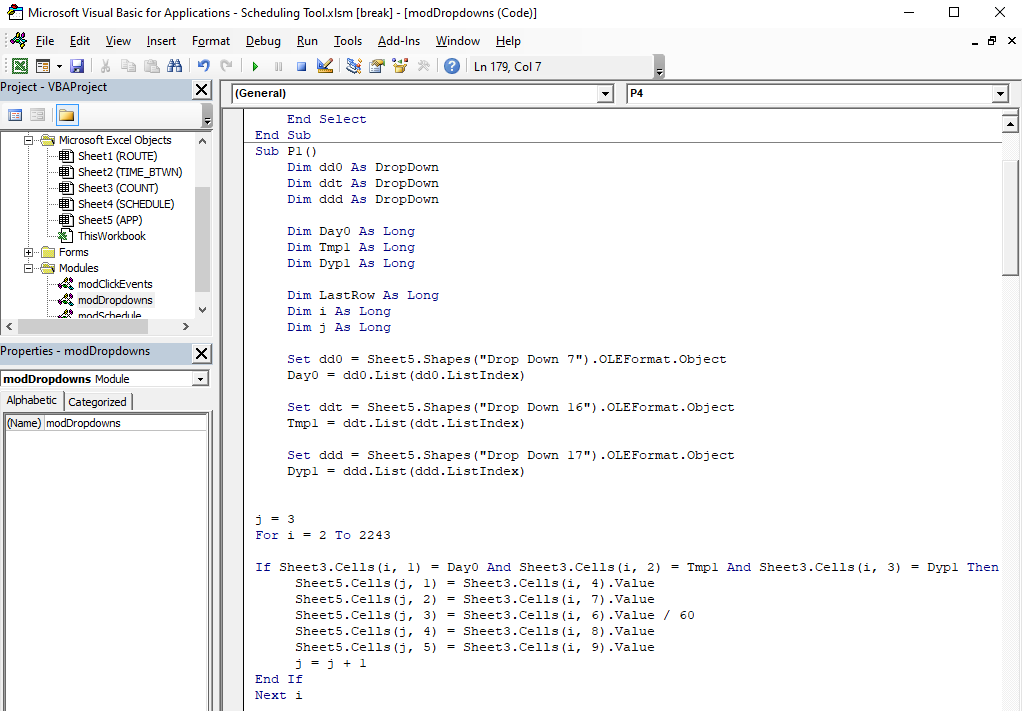 Microsoft Visual Basic for Applications - Scheduling Tool.xlsm [break] - [modDropdowns (Code)]
File Edit View Insert Format Debug Run Tools Add-Ins Window Help
Ln 179, Col 7
Project - VBAProject
Microsoft Excel Objects
Sheet1 (ROUTE)
Sheet2 (TIME_BTWN)
Sheet3 (COUNT)
Sheet4 (SCHEDULE)
Sheet5 (APP)
ThisWorkbook
Forms
Modules
modClickEvents
modDropdowns
modSchedule
Properties - modDropdowns
modDropdowns Module
Alphabetic Categorized
(Name) modDropdowns
(General) P4
End Select
End Sub
Sub P1()
Dim dd0 As DropDown
Dim ddt As DropDown
Dim ddd As DropDown
Dim Day0 As Long
Dim Tmp1 As Long
Dim Dyp1 As Long
Dim LastRow As Long
Dim i As Long
Dim j As Long
Set dd0 = Sheet5.Shapes("Drop Down 7").OLEFormat.Object
Day0 = dd0.List(dd0.ListIndex)
Set ddt = Sheet5.Shapes("Drop Down 16").OLEFormat.Object
Tmp1 = ddt.List(ddt.ListIndex)
Set ddd = Sheet5.Shapes("Drop Down 17").OLEFormat.Object
Dyp1 = ddd.List(ddd.ListIndex)
j = 3
For i = 2 To 2243
If Sheet3.Cells(i, 1) = Day0 And Sheet3.Cells(i, 2) = Tmp1 And Sheet3.Cells(i, 3) = Dyp1 Then
Sheet5.Cells(j, 1) = Sheet3.Cells(i, 4).Value
Sheet5.Cells(j, 2) = Sheet3.Cells(i, 7).Value
Sheet5.Cells(j, 3) = Sheet3.Cells(i, 6).Value / 60
Sheet5.Cells(j, 4) = Sheet3.Cells(i, 8).Value
Sheet5.Cells(j, 5) = Sheet3.Cells(i, 9).Value
j = j + 1
End If
Next i